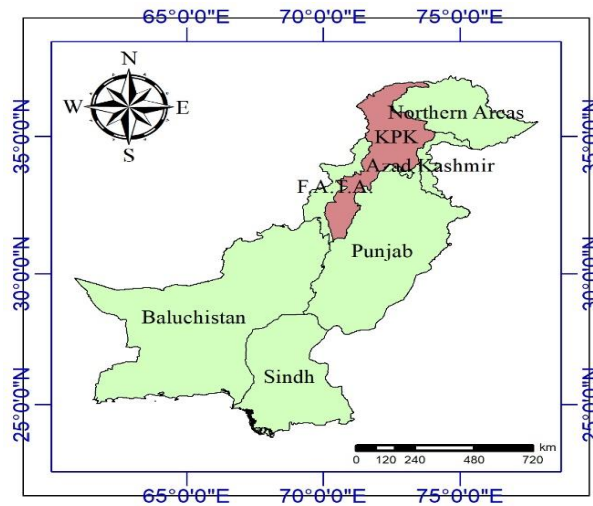 65°0'0"E 70°0'0"E 75°0'0"E
N
W E
S
Northern Areas
35°0'0"N KPK 35°0'0"N
Azad Kashmir
F.A.T.A.
Punjab
30°0'0"N 30°0'0"N
Baluchistan
Sindh
25°0'0"N 25°0'0"N
km
0 120 240 480 720
65°0'0"E 70°0'0"E 75°0'0"E